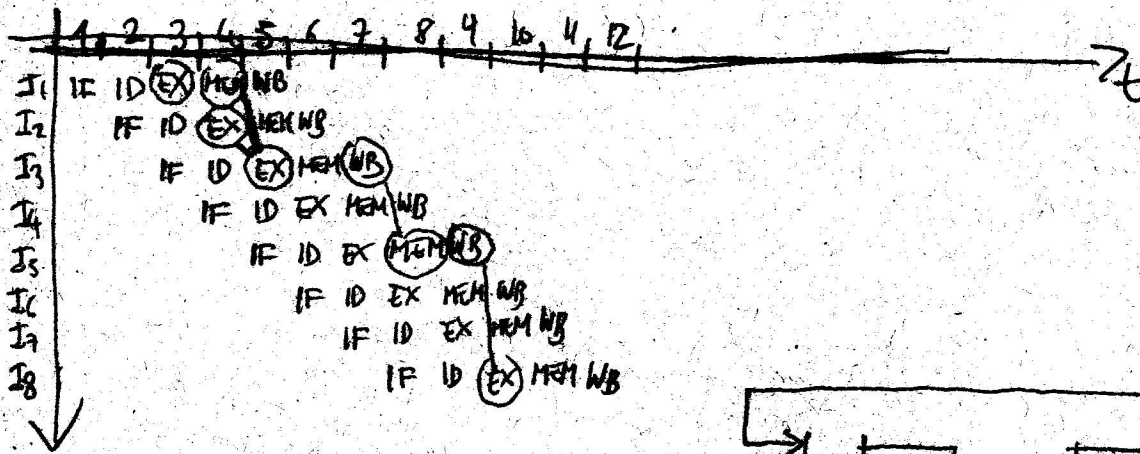 1 2 3 4 5 6 7 8 9 10 11 12
t
I1 IF ID EX MEM WB
I2 IF ID EX MEM WB
I3 IF ID EX MEM WB
I4 IF ID EX MEM WB
I5 IF ID EX MEM WB
I6 IF ID EX MEM WB
I7 IF ID EX MEM WB
I8 IF ID EX MEM WB